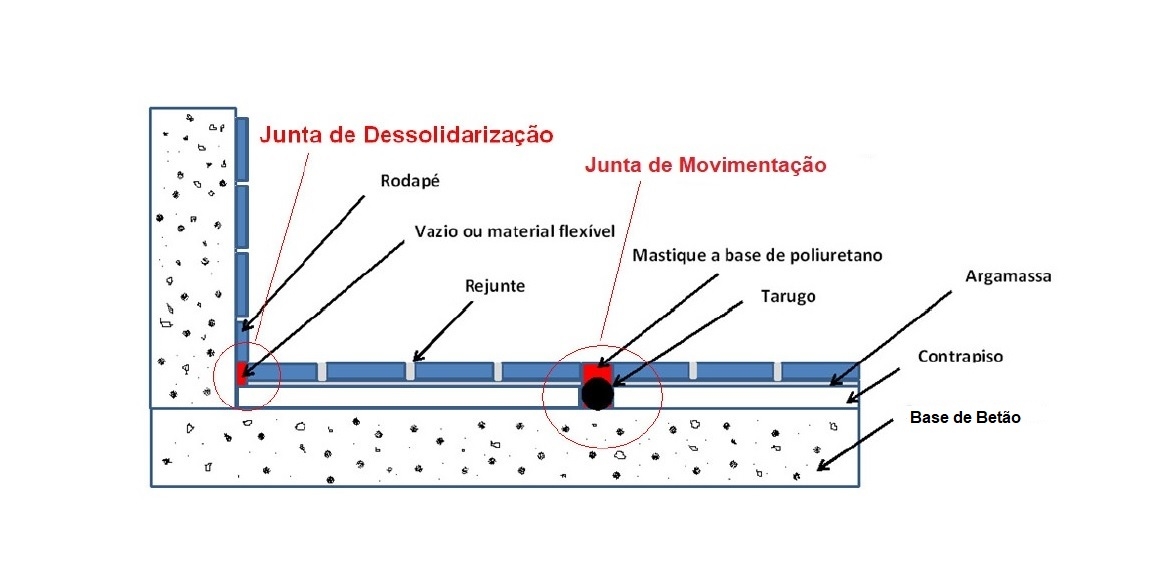 Junta de Dessolidarização
Junta de Movimentação
Rodapé
Vazio ou material flexível
Mastique a base de poliuretano
Argamassa
Rejunte
Tarugo
Contrapiso
Base de Betão